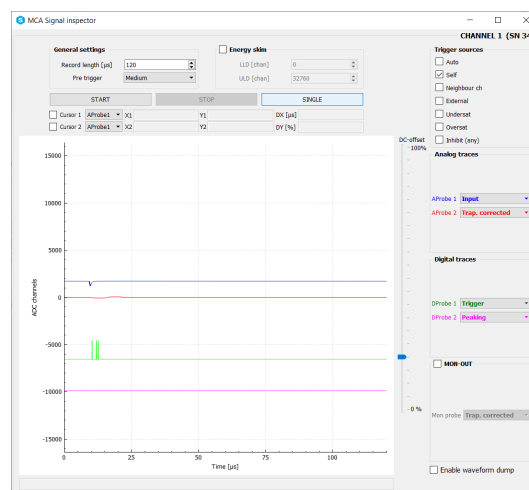 MCA Signal inspector
CHANNEL 1 (SN 34
General settings
Record length [µs] 120
Pre trigger Medium
Energy skim
LLD [chan] 0
ULD [chan] 32760
Trigger sources
Auto
Self
Neighbour ch
External
Undersat
Oversat
Inhibit (any)
START STOP SINGLE
Cursor 1 AProbe1 X1 Y1 DX [µs]
Cursor 2 AProbe1 X2 Y2 DY [%]
DC-offset
100%
0 %
Analog traces
AProbe 1 Input
AProbe 2 Trap. corrected
Digital traces
DProbe 1 Trigger
DProbe 2 Peaking
MON-OUT
Mon probe Trap. corrected
Enable waveform dump
ADC channels
15000
10000
5000
0
-5000
-10000
-15000
0 25 50 75 100
Time [µs]